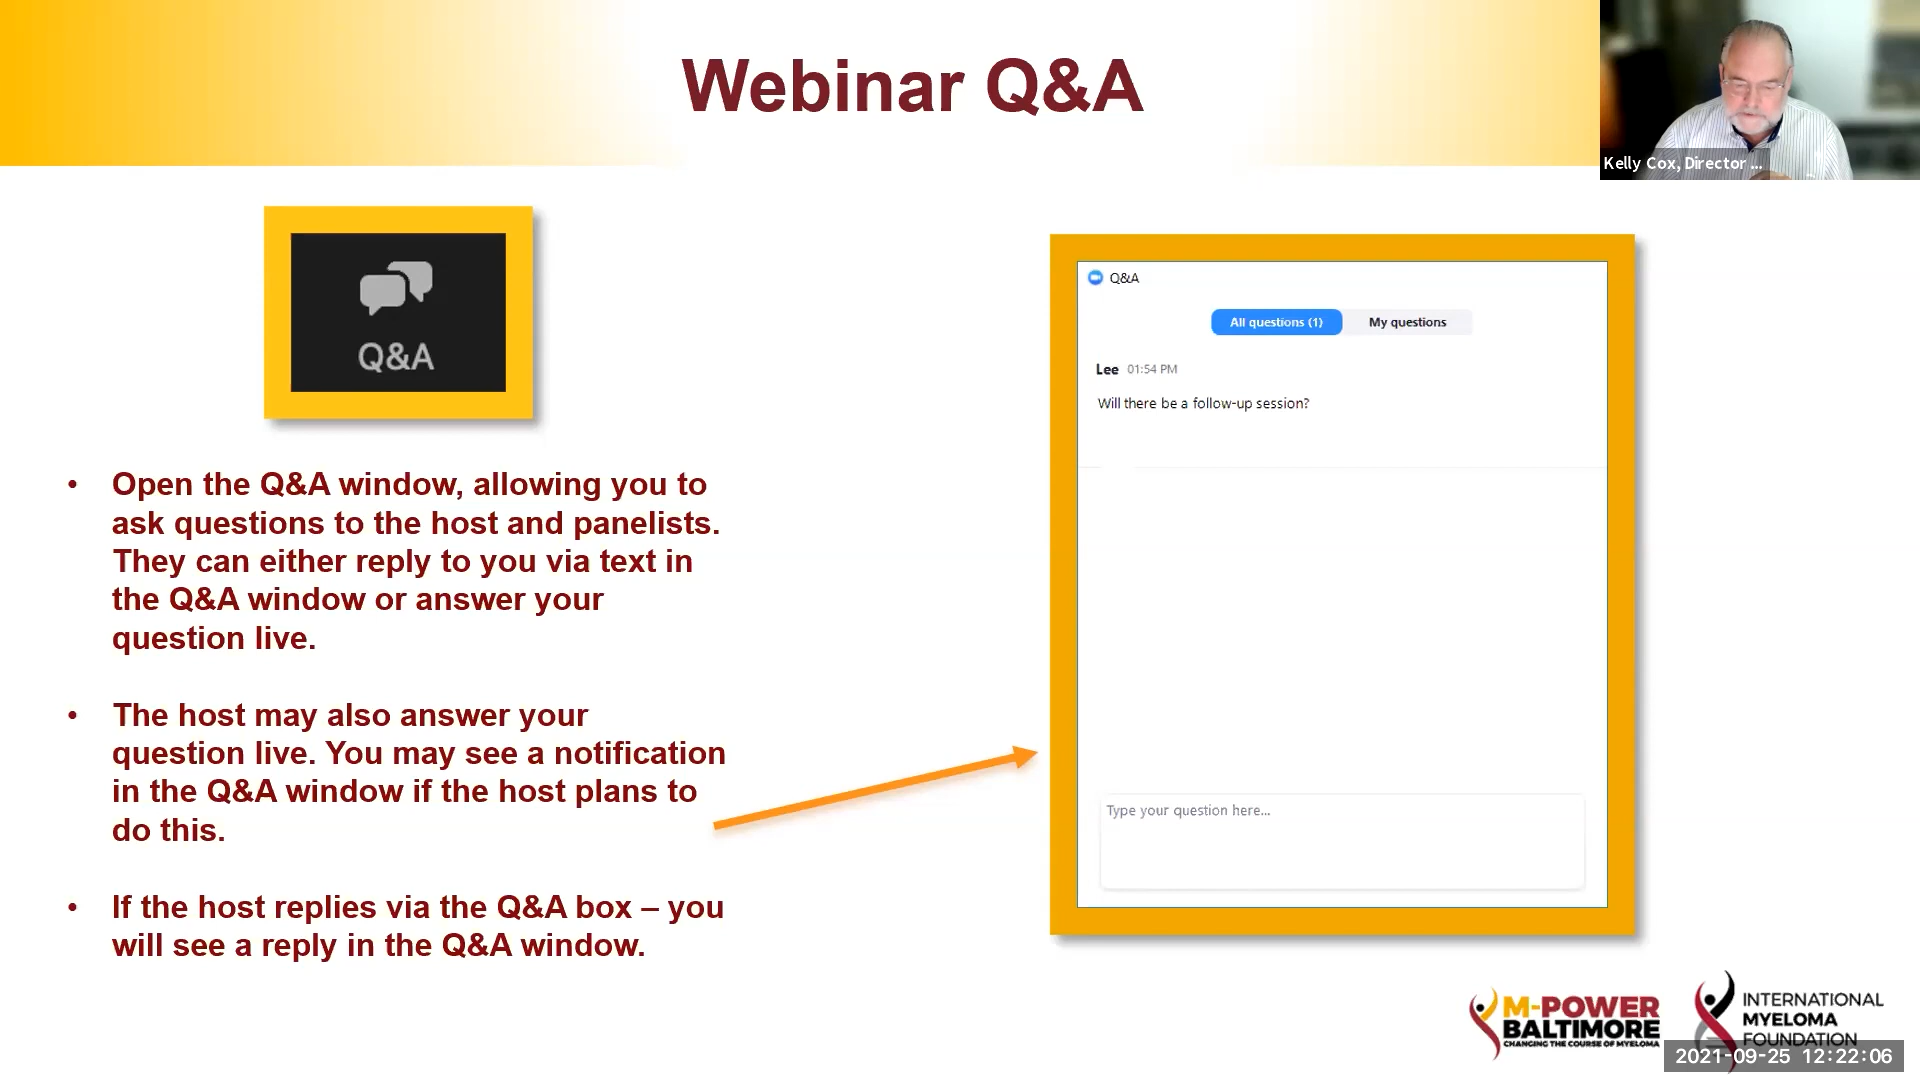 Webinar Q&A
Kelly Cox, Director ...
Q&A
• Open the Q&A window, allowing you to
ask questions to the host and panelists.
They can either reply to you via text in
the Q&A window or answer your
question live.
• The host may also answer your
question live. You may see a notification
in the Q&A window if the host plans to
do this.
• If the host replies via the Q&A box – you
will see a reply in the Q&A window.
Q&A
All questions (1) My questions
Lee 01:54 PM
Will there be a follow-up session?
Type your question here...
M-POWER
BALTIMORE
CHANGING THE COURSE OF MYELOMA
INTERNATIONAL
MYELOMA
FOUNDATION
2021-09-25 12:22:06